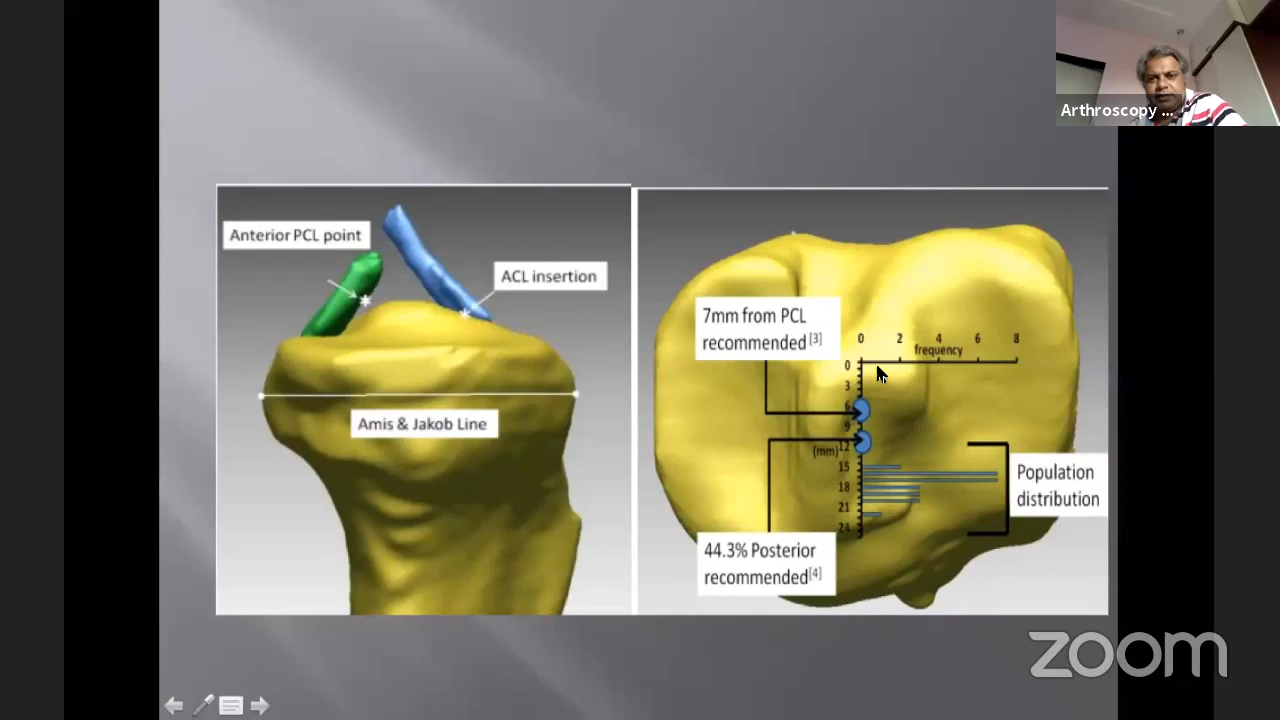 Arthroscopy ...
Anterior PCL point
ACL insertion
Amis & Jakob Line
7mm from PCL
recommended [3]
0 2 4 6 8
frequency
0
3
6
9
12
15
18
21
24
(mm)
Population
distribution
44.3% Posterior
recommended[4]
zoom